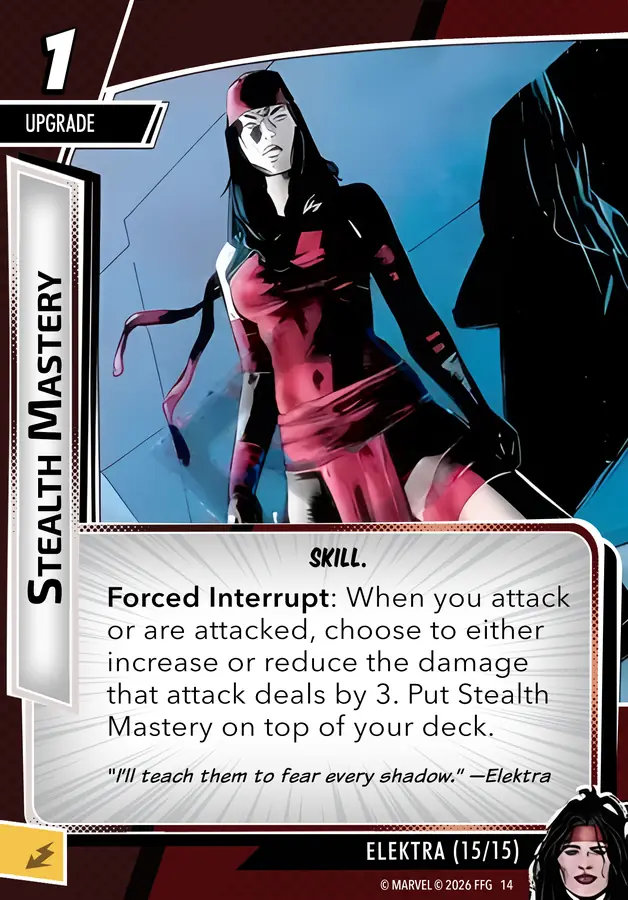 1
UPGRADE
STEALTH MASTERY
SKILL.
Forced Interrupt: When you attack
or are attacked, choose to either
increase or reduce the damage
that attack deals by 3. Put Stealth
Mastery on top of your deck.
"I'll teach them to fear every shadow." —Elektra
ELEKTRA (15/15)
© MARVEL © 2026 FFG 14